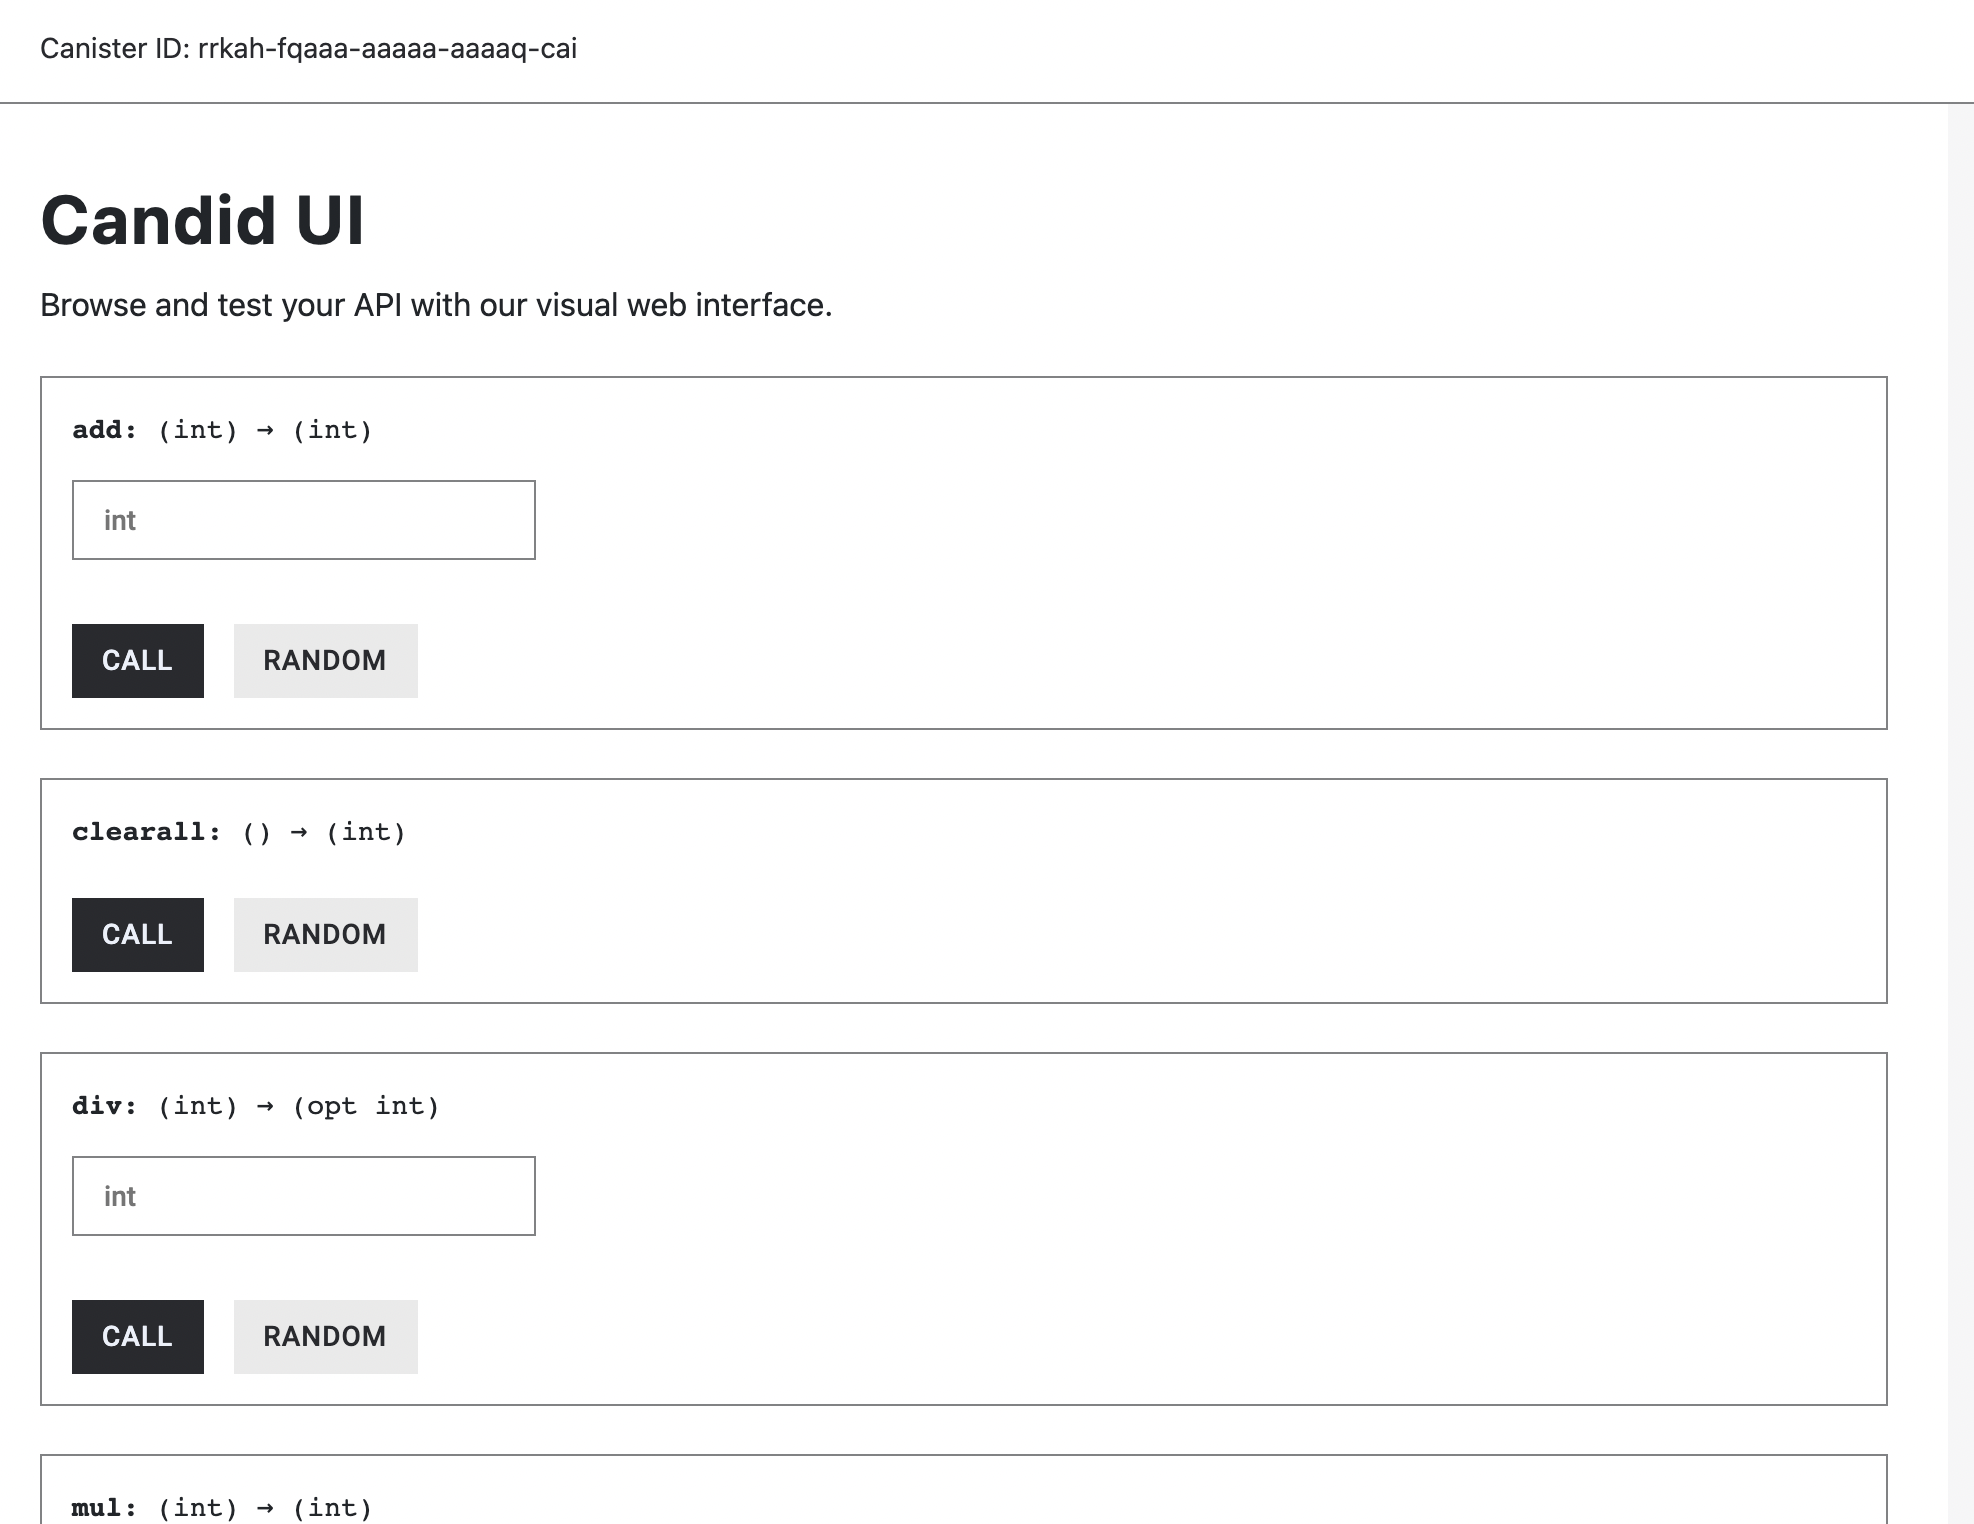 Canister ID: rrkah-fqaaa-aaaaa-aaaaq-cai
Candid UI
Browse and test your API with our visual web interface.
add: (int) → (int)
int
CALL RANDOM
clearall: () → (int)
CALL RANDOM
div: (int) → (opt int)
int
CALL RANDOM
mul: (int) → (int)